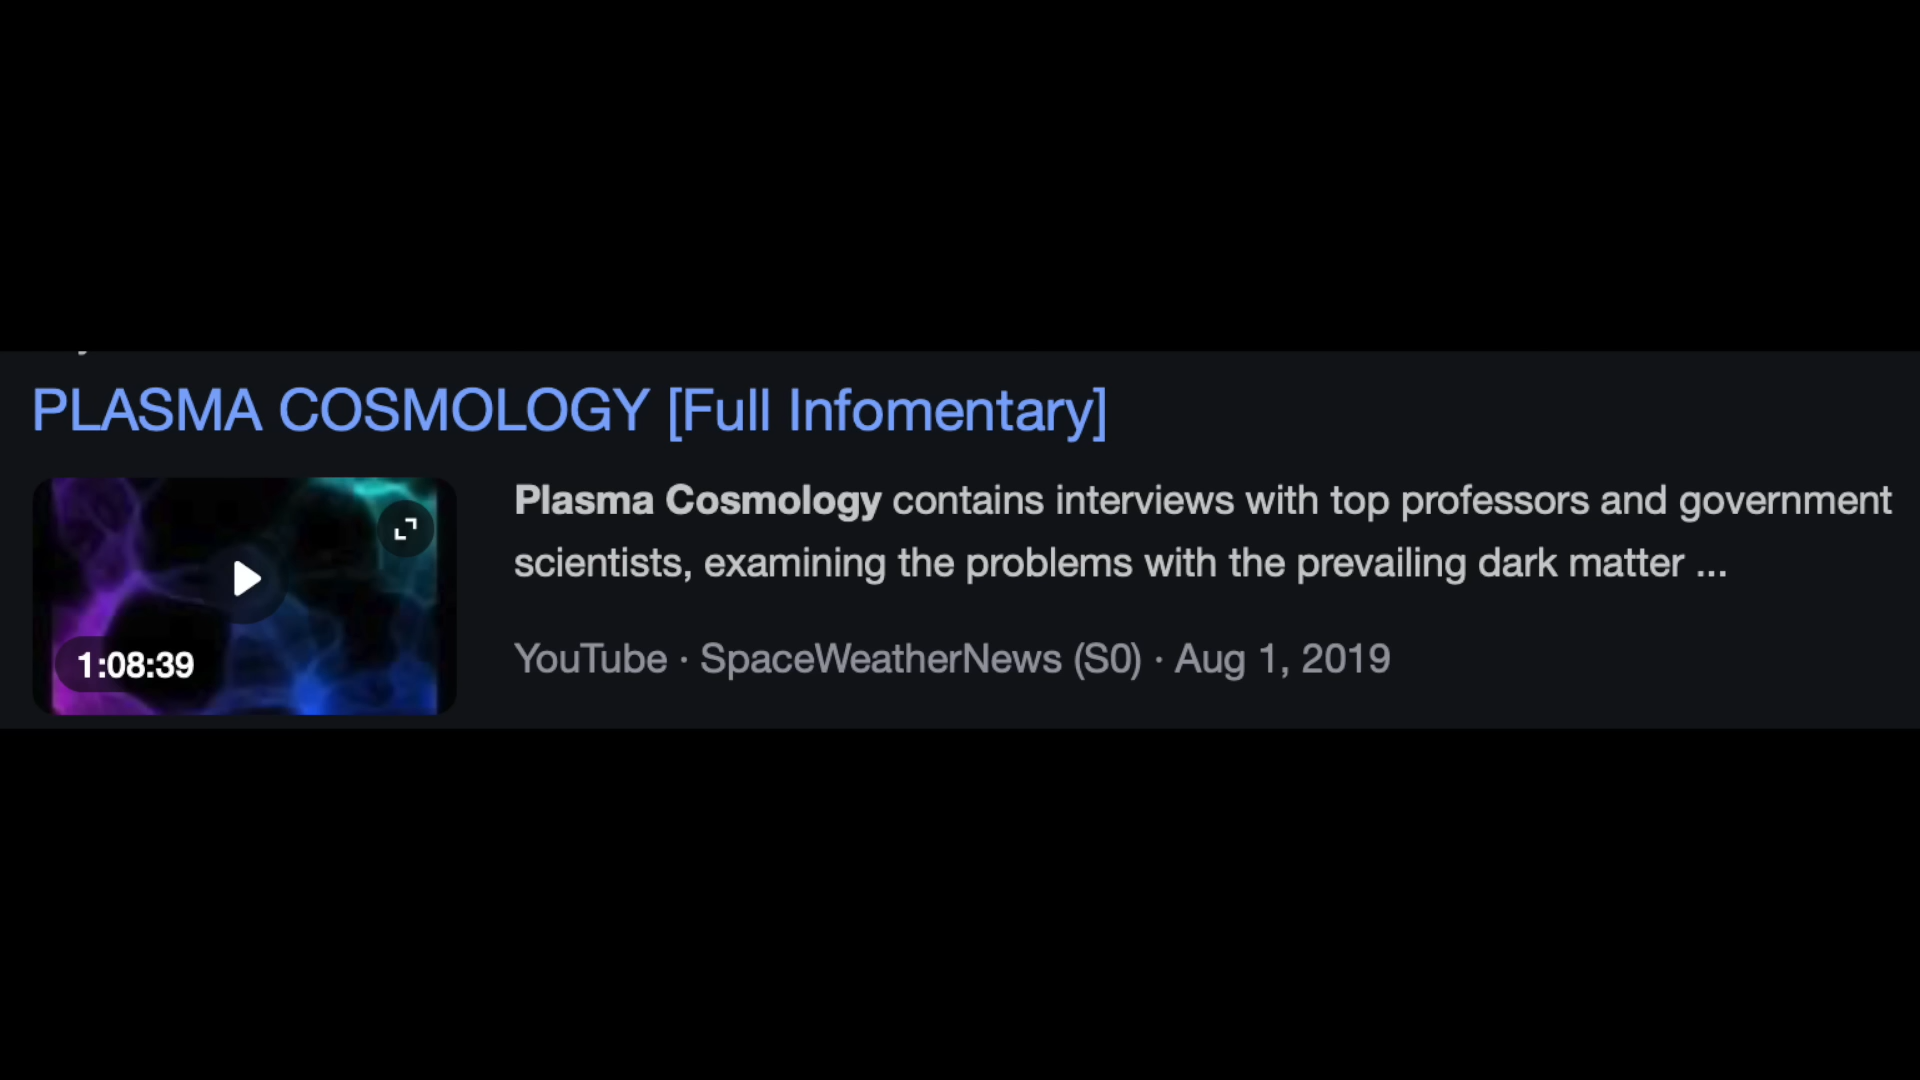 PLASMA COSMOLOGY [Full Infomentary]
Plasma Cosmology contains interviews with top professors and government
scientists, examining the problems with the prevailing dark matter ...
1:08:39
YouTube · SpaceWeatherNews (S0) · Aug 1, 2019